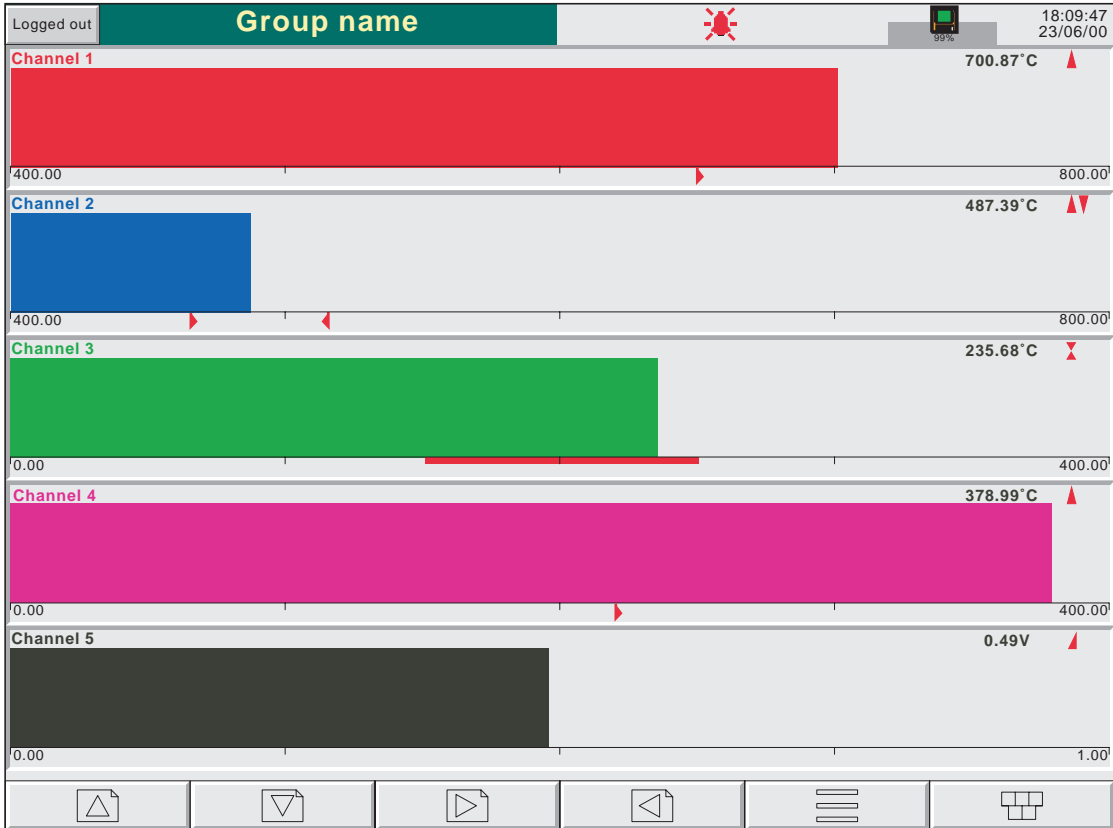 Logged out
Group name
99%
18:09:47
23/06/00
Channel 1
700.87˚C
400.00
800.00
Channel 2
487.39˚C
400.00
800.00
Channel 3
235.68˚C
0.00
400.00
Channel 4
378.99˚C
0.00
400.00
Channel 5
0.49V
0.00
1.00